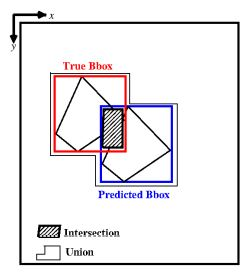 x
y
True Bbox
Predicted Bbox
Intersection
Union